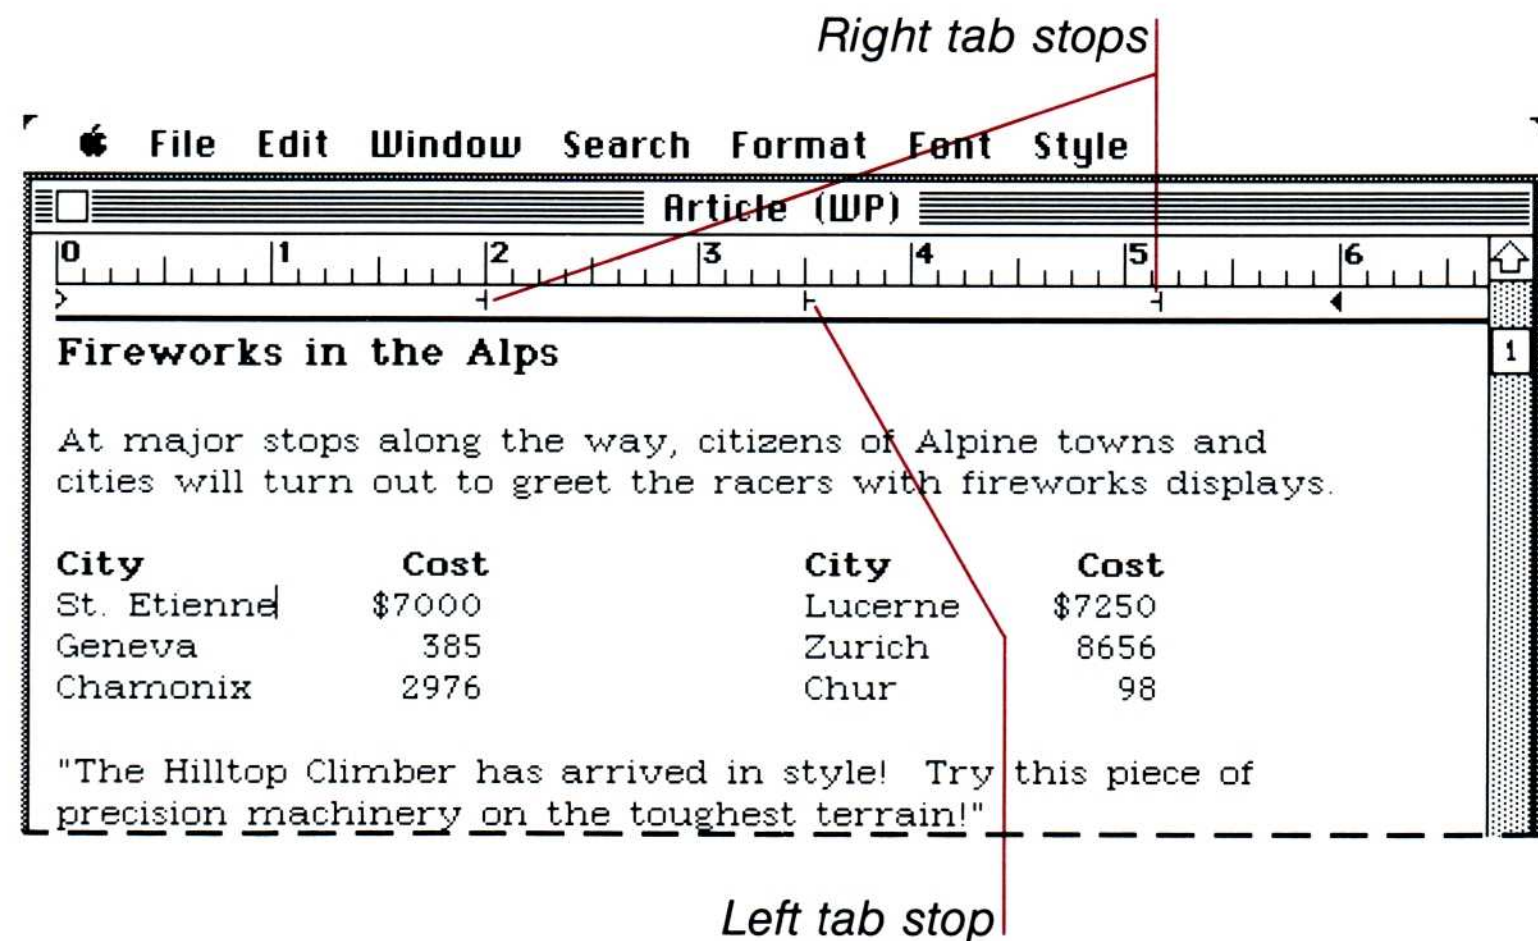 Right tab stops
File Edit Window Search Format Font Style
Article (WP)
0 1 2 3 4 5 6
Fireworks in the Alps
1
At major stops along the way, citizens of Alpine towns and
cities will turn out to greet the racers with fireworks displays.
City Cost City Cost
St. Etienne $7000 Lucerne $7250
Geneva 385 Zurich 8656
Chamonix 2976 Chur 98
"The Hilltop Climber has arrived in style! Try this piece of
precision machinery on the toughest terrain!"
Left tab stop